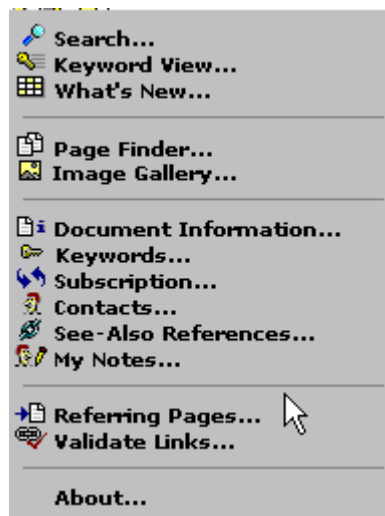 Search...
Keyword View...
What's New...
Page Finder...
Image Gallery...
Document Information...
Keywords...
Subscription...
Contacts...
See-Also References...
My Notes...
Referring Pages...
Validate Links...
About...